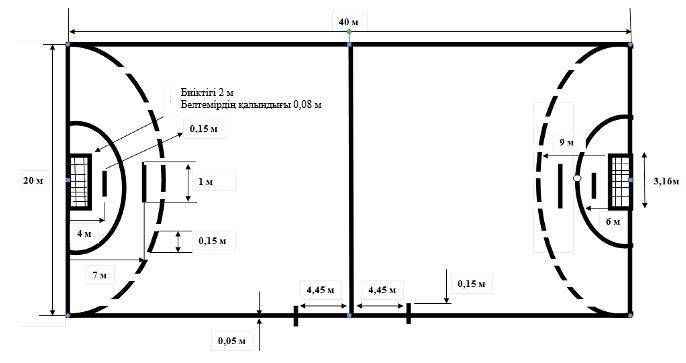 40 м
Биіктігі 2 м
Белтемірдің қалыңдығы 0,08 м
0,15 м
9 м
20 м
1 м
3,16м
4 м
6 м
0,15 м
7 м
4,45 м
4,45 м
0,15 м
0,05 м